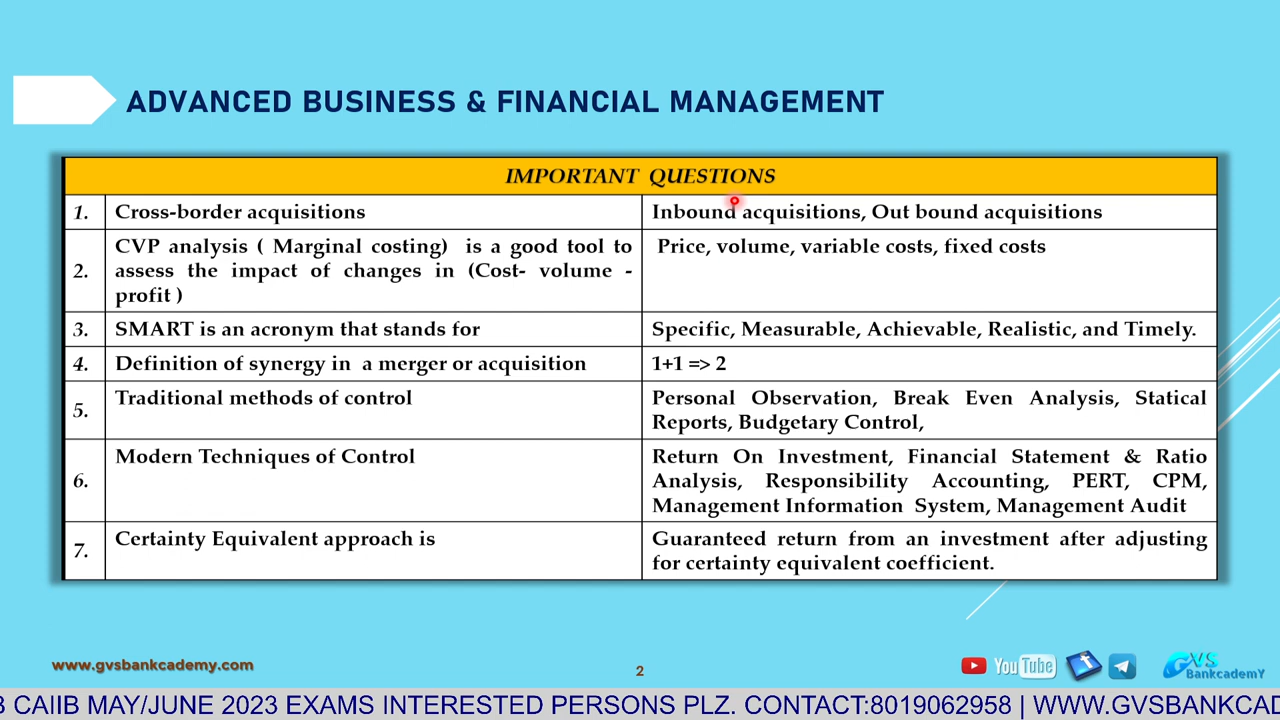 ADVANCED BUSINESS & FINANCIAL MANAGEMENT
IMPORTANT QUESTIONS
1. Cross-border acquisitions
Inbound acquisitions, Out bound acquisitions
2. CVP analysis ( Marginal costing) is a good tool to
assess the impact of changes in (Cost- volume -
profit )
Price, volume, variable costs, fixed costs
3. SMART is an acronym that stands for
Specific, Measurable, Achievable, Realistic, and Timely.
4. Definition of synergy in a merger or acquisition
1+1 => 2
5. Traditional methods of control
Personal Observation, Break Even Analysis, Statical
Reports, Budgetary Control,
6. Modern Techniques of Control
Return On Investment, Financial Statement & Ratio
Analysis, Responsibility Accounting, PERT, CPM,
Management Information System, Management Audit
7. Certainty Equivalent approach is
Guaranteed return from an investment after adjusting
for certainty equivalent coefficient.
www.gvsbankcademy.com
2
YouTube
GVS
BankcademY
B CAIIB MAY/JUNE 2023 EXAMS INTERESTED PERSONS PLZ. CONTACT:8019062958 | WWW.GVSBANKCAD